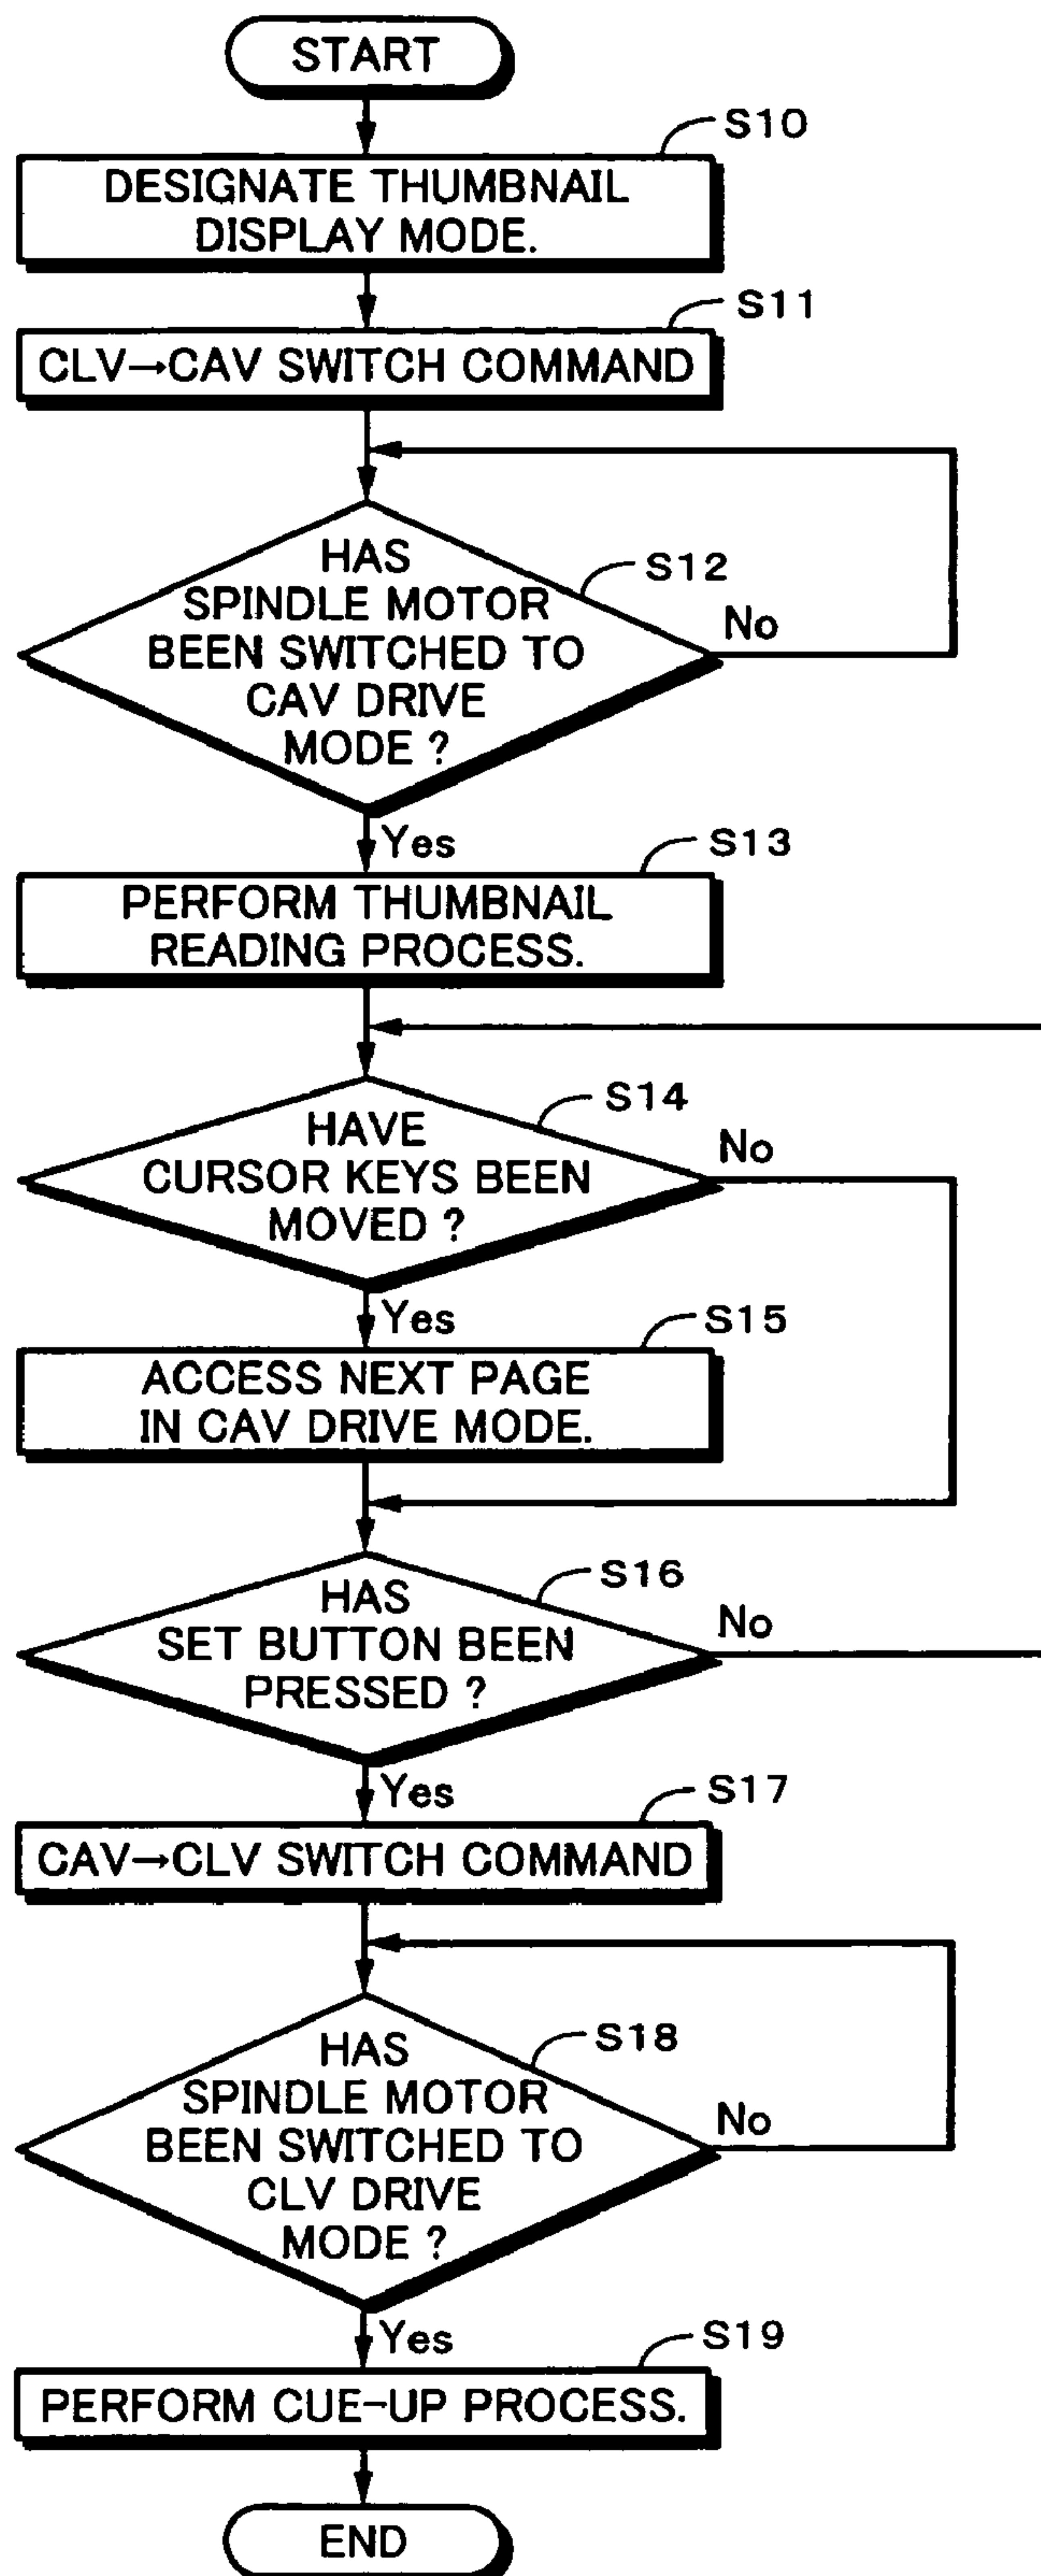 START
S10
DESIGNATE THUMBNAIL
DISPLAY MODE.
S11
CLV→CAV SWITCH COMMAND
HAS
SPINDLE MOTOR
BEEN SWITCHED TO
CAV DRIVE
MODE ?
S12
No
Yes
S13
PERFORM THUMBNAIL
READING PROCESS.
HAVE
CURSOR KEYS BEEN
MOVED ?
S14
No
Yes
S15
ACCESS NEXT PAGE
IN CAV DRIVE MODE.
HAS
SET BUTTON BEEN
PRESSED ?
S16
No
Yes
S17
CAV→CLV SWITCH COMMAND
HAS
SPINDLE MOTOR
BEEN SWITCHED TO
CLV DRIVE
MODE ?
S18
No
Yes
S19
PERFORM CUE-UP PROCESS.
END